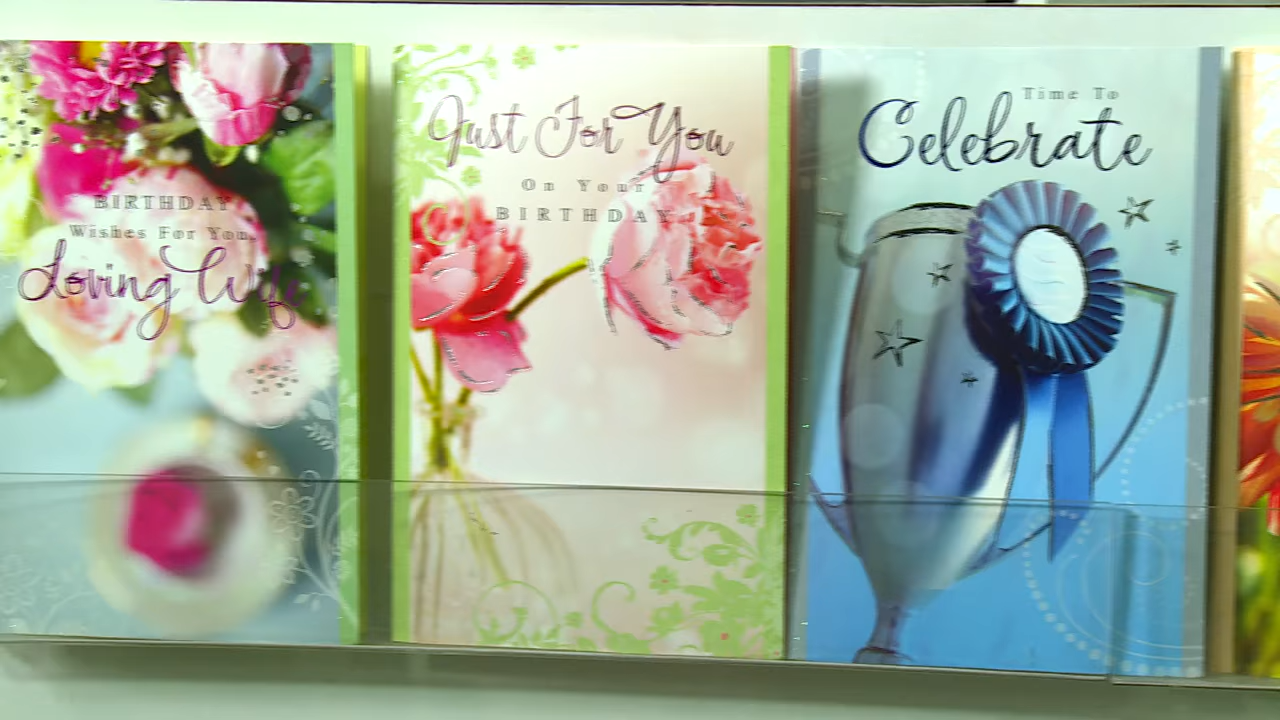 BIRTHDAY
Wishes For You
Loving Wife
Just For You
On Your
BIRTHDAY
Time To
Celebrate